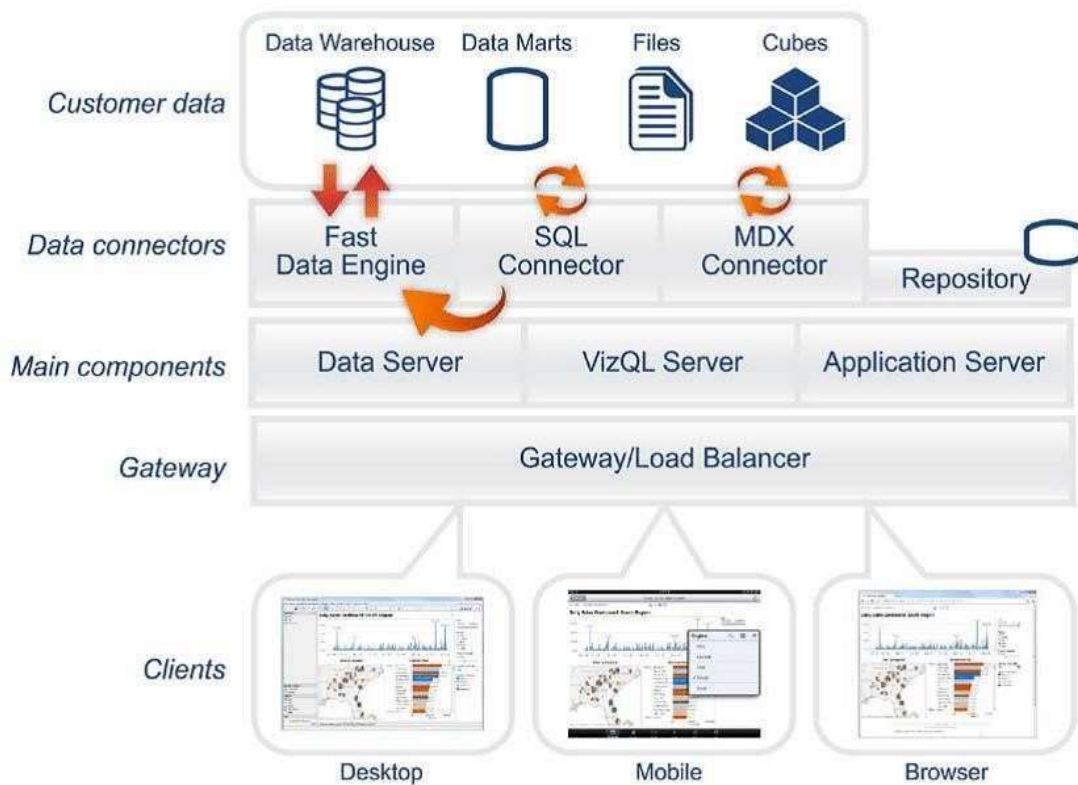 Customer data
Data Warehouse
Data Marts
Files
Cubes
Data connectors
Fast
Data Engine
SQL
Connector
MDX
Connector
Repository
Main components
Data Server
VizQL Server
Application Server
Gateway
Gateway/Load Balancer
Clients
Desktop
Mobile
Browser